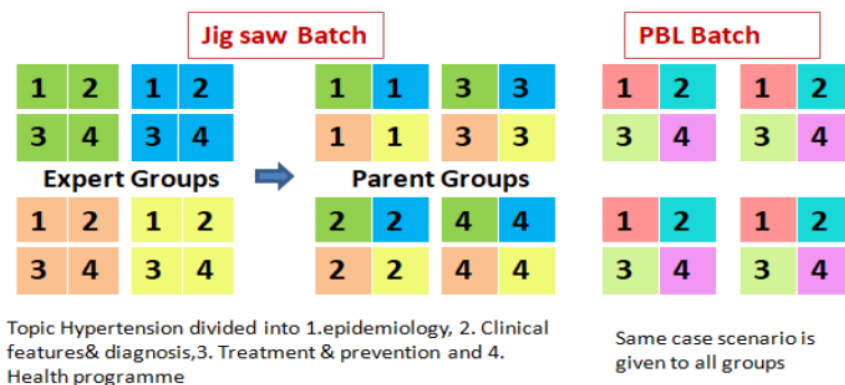 Jig saw Batch PBL Batch
1 2 1 2 1 1 3 3 1 2 1 2
3 4 3 4 1 1 3 3 3 4 3 4
Expert Groups Parent Groups
1 2 1 2 2 2 4 4 1 2 1 2
3 4 3 4 2 2 4 4 3 4 3 4
Topic Hypertension divided into 1.epidemiology, 2. Clinical
features& diagnosis,3. Treatment & prevention and 4.
Health programme
Same case scenario is
given to all groups